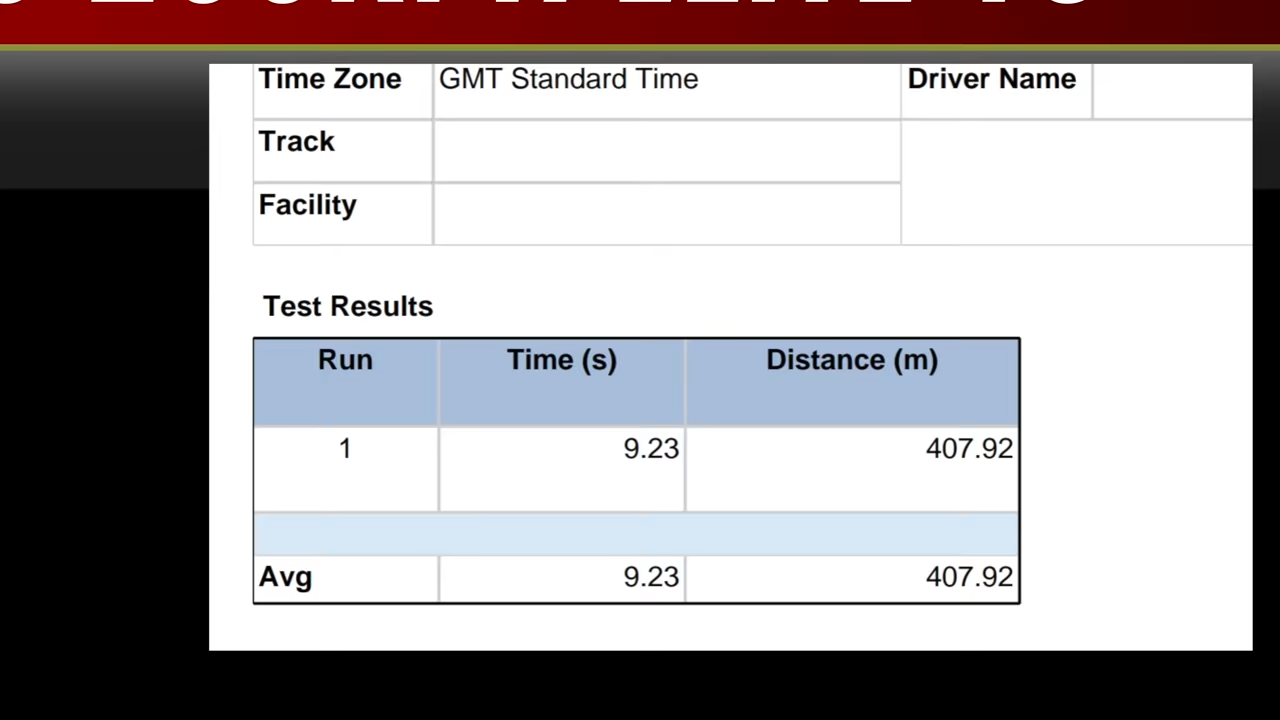 Time Zone GMT Standard Time Driver Name
Track
Facility
Test Results
Run Time (s) Distance (m)
1 9.23 407.92
Avg 9.23 407.92